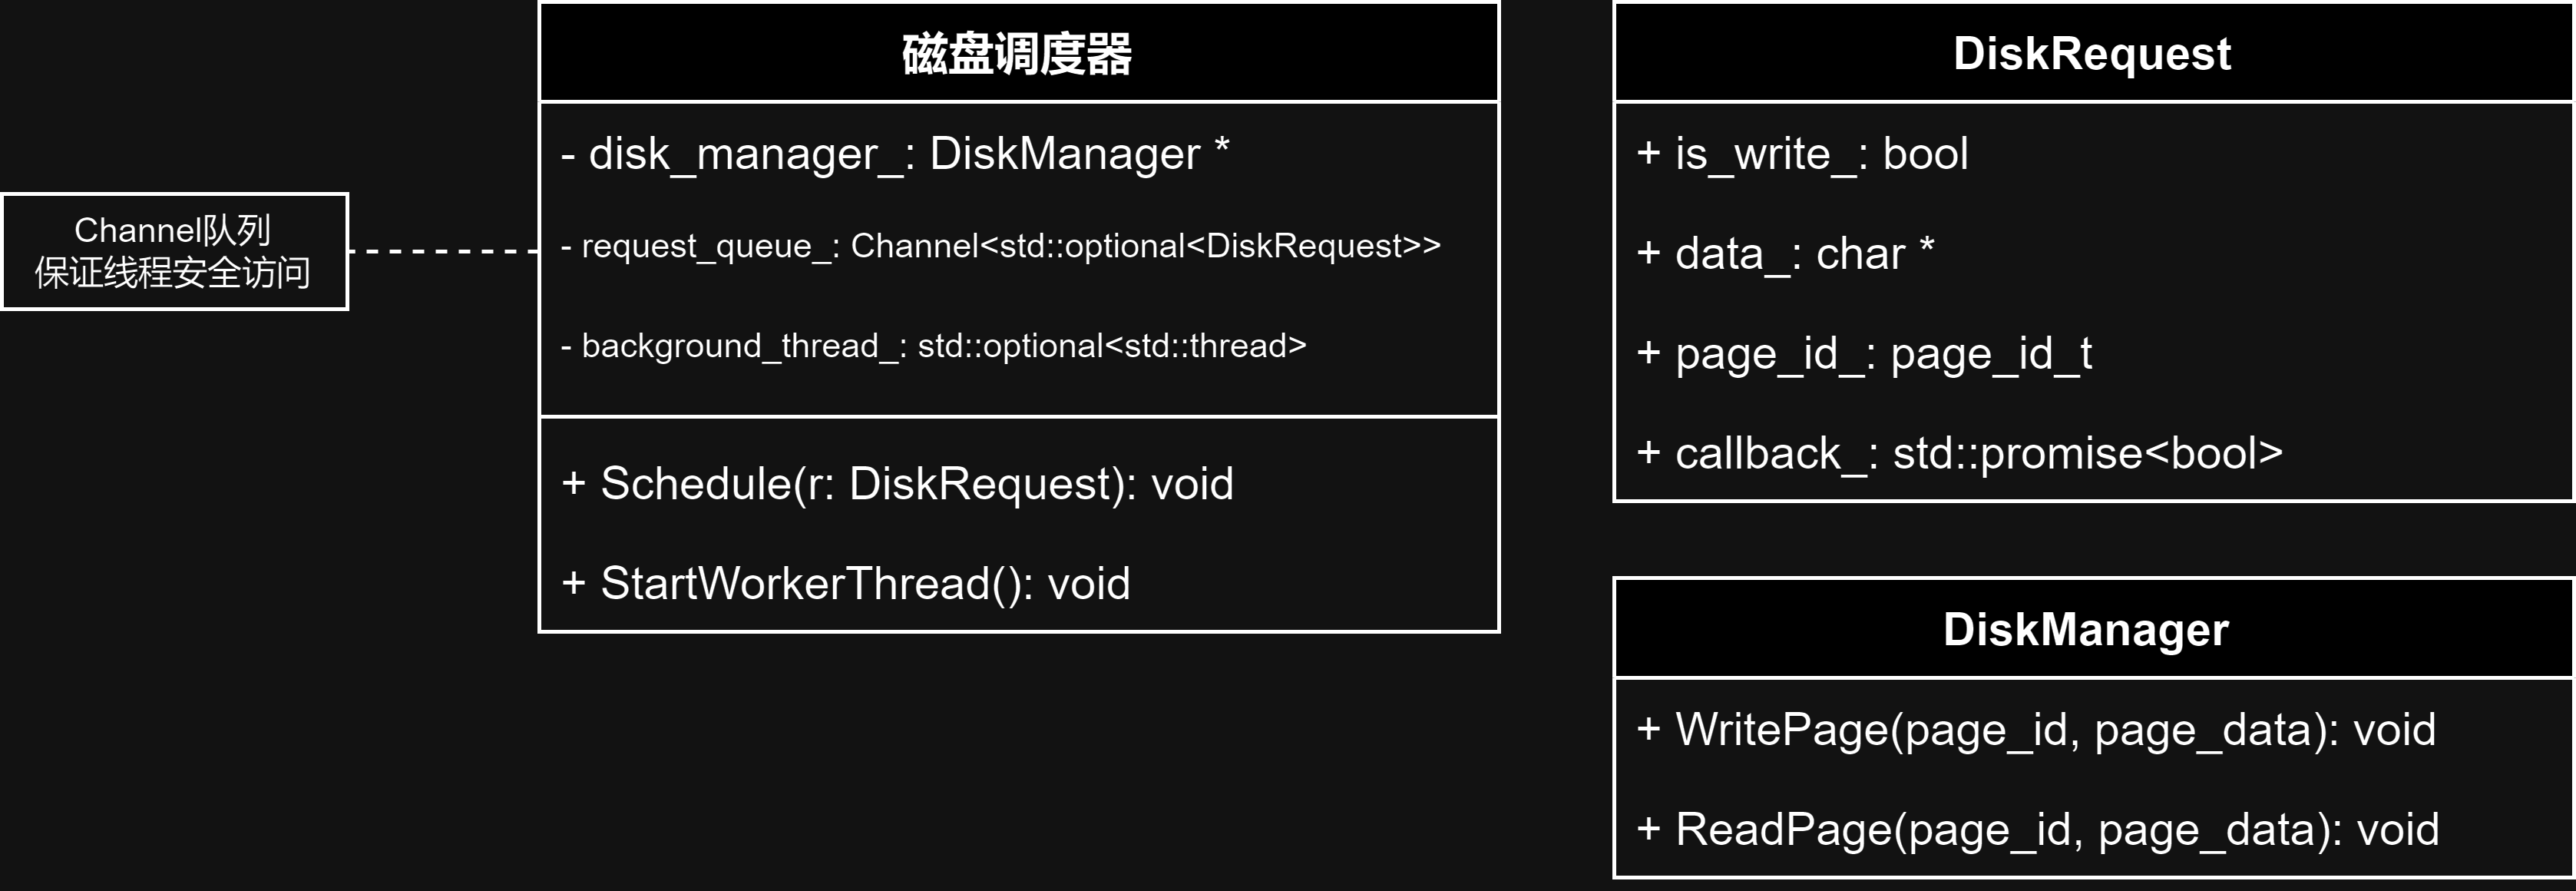 Channel队列
保证线程安全访问
磁盘调度器
- disk_manager_: DiskManager *
- request_queue_: Channel<std::optional<DiskRequest>>
- background_thread_: std::optional<std::thread>
+ Schedule(r: DiskRequest): void
+ StartWorkerThread(): void
DiskRequest
+ is_write_: bool
+ data_: char *
+ page_id_: page_id_t
+ callback_: std::promise<bool>
DiskManager
+ WritePage(page_id, page_data): void
+ ReadPage(page_id, page_data): void